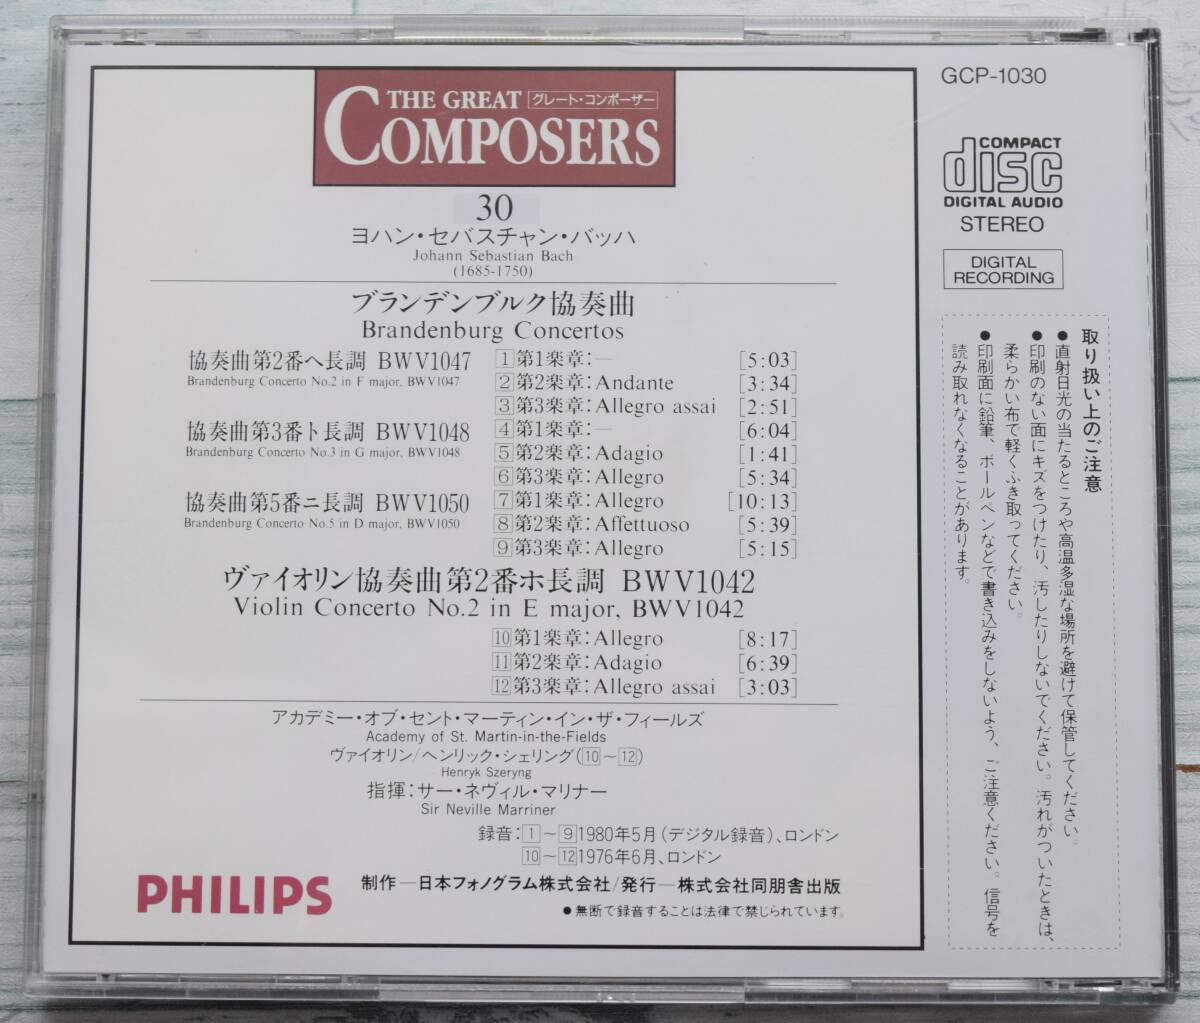 THE GREAT グレート・コンポーザー
COMPOSERS
30
ヨハン・セバスチャン・バッハ
Johann Sebastian Bach
(1685-1750)
ブランデンブルク協奏曲
Brandenburg Concertos
協奏曲第2番ヘ長調 BWV1047
Brandenburg Concerto No.2 in F major, BWV1047
1 第1楽章:— [5:03]
2 第2楽章:Andante [3:34]
3 第3楽章:Allegro assai [2:51]
協奏曲第3番ト長調 BWV1048
Brandenburg Concerto No.3 in G major, BWV1048
4 第1楽章:— [6:04]
5 第2楽章:Adagio [1:41]
6 第3楽章:Allegro [5:34]
協奏曲第5番ニ長調 BWV1050
Brandenburg Concerto No.5 in D major, BWV1050
7 第1楽章:Allegro [10:13]
8 第2楽章:Affettuoso [5:39]
9 第3楽章:Allegro [5:15]
ヴァイオリン協奏曲第2番ホ長調 BWV1042
Violin Concerto No.2 in E major, BWV1042
10 第1楽章:Allegro [8:17]
11 第2楽章:Adagio [6:39]
12 第3楽章:Allegro assai [3:03]
アカデミー・オブ・セント・マーティン・イン・ザ・フィールズ
Academy of St. Martin-in-the-Fields
ヴァイオリン/ヘンリック・シェリング(10～12)
Henryk Szeryng
指揮:サー・ネヴィル・マリナー
Sir Neville Marriner
録音:1～9 1980年5月(デジタル録音)、ロンドン
10～12 1976年6月、ロンドン
PHILIPS
制作—日本フォノグラム株式会社/発行—株式会社同朋舎出版
●無断で録音することは法律で禁じられています。
GCP-1030
COMPACT
disc
DIGITAL AUDIO
STEREO
DIGITAL
RECORDING
取り扱い上のご注意
●直射日光の当たるところや高温多湿な場所を避けて保管してください。
●印刷のない面にキズをつけたり、汚したりしないでください。汚れがついたときは、
柔らかい布で軽くふき取ってください。
●印刷面に鉛筆、ボールペンなどで書き込みをしないよう、ご注意ください。信号を
読み取れなくなることがあります。